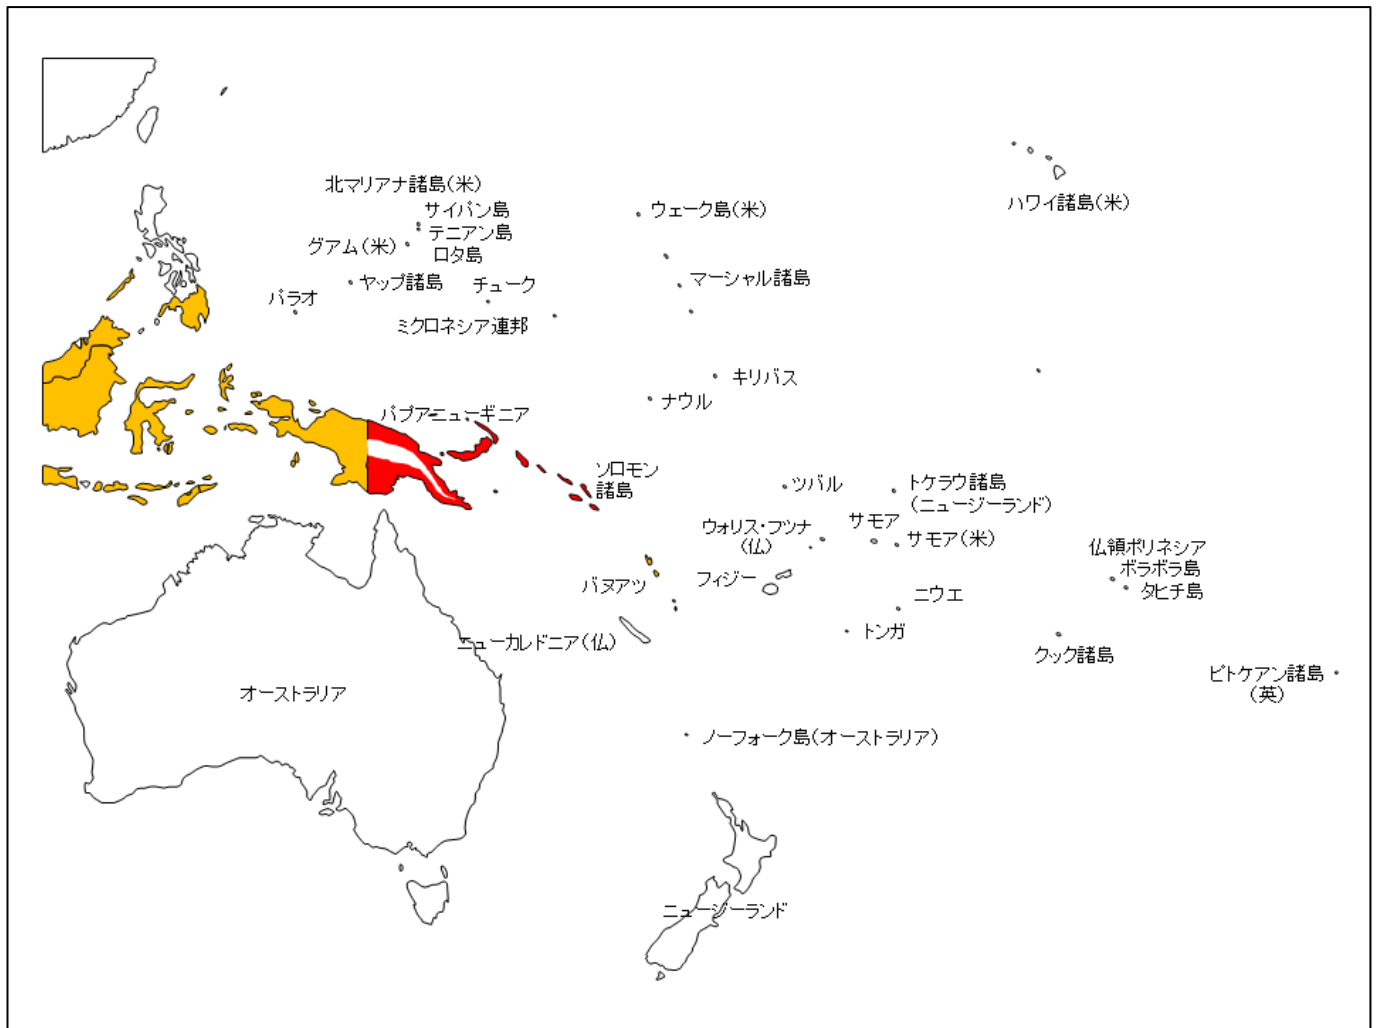 北マリアナ諸島(米)
サイパン島
テニアン島
ロタ島
グアム(米)
ヤップ諸島
パラオ
チューク
ミクロネシア連邦
ウェーク島(米)
マーシャル諸島
ハワイ諸島(米)
キリバス
ナウル
パプアニューギニア
ソロモン
諸島
ツバル
トケラウ諸島
(ニュージーランド)
サモア
ウォリス・フツナ
(仏)
サモア(米)
仏領ポリネシア
ボラボラ島
タヒチ島
バヌアツ
フィジー
ニウエ
トンガ
ニューカレドニア(仏)
クック諸島
ピトケアン諸島
(英)
オーストラリア
ノーフォーク島(オーストラリア)
ニュージーランド